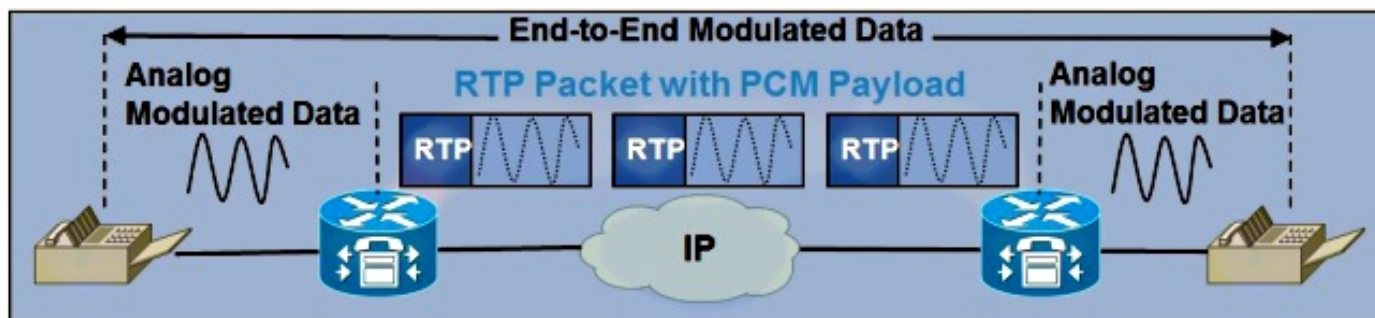 End-to-End Modulated Data
Analog
Modulated Data
RTP Packet with PCM Payload
Analog
Modulated Data
RTP
RTP
RTP
IP